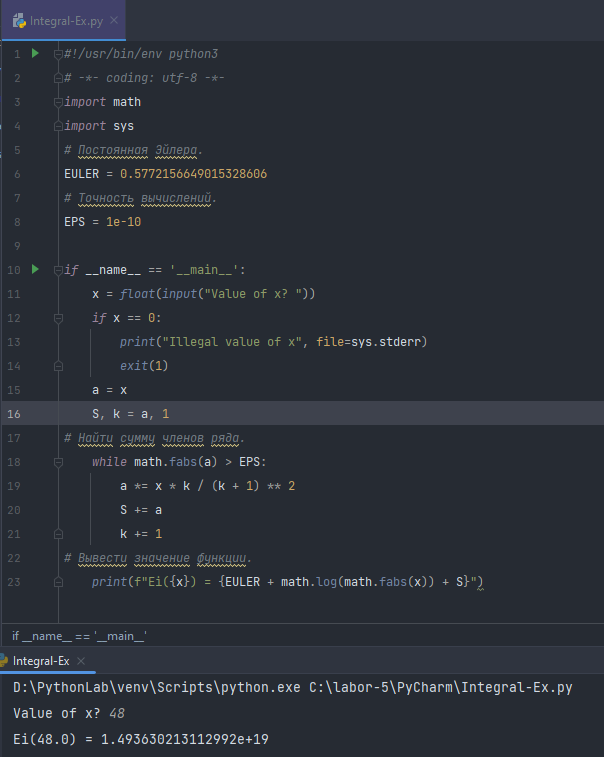 Integral-Ex.py
1 #!/usr/bin/env python3
2 # -*- coding: utf-8 -*-
3 import math
4 import sys
5 # Постоянная Эйлера.
6 EULER = 0.5772156649015328606
7 # Точность вычислений.
8 EPS = 1e-10
9
10 if __name__ == '__main__':
11 x = float(input("Value of x? "))
12 if x == 0:
13 print("Illegal value of x", file=sys.stderr)
14 exit(1)
15 a = x
16 S, k = a, 1
17 # Найти сумму членов ряда.
18 while math.fabs(a) > EPS:
19 a *= x * k / (k + 1) ** 2
20 S += a
21 k += 1
22 # Вывести значение функции.
23 print(f"Ei({x}) = {EULER + math.log(math.fabs(x)) + S}")
if __name__ == '__main__'
Integral-Ex
D:\PythonLab\venv\Scripts\python.exe C:\labor-5\PyCharm\Integral-Ex.py
Value of x? 48
Ei(48.0) = 1.493630213112992e+19